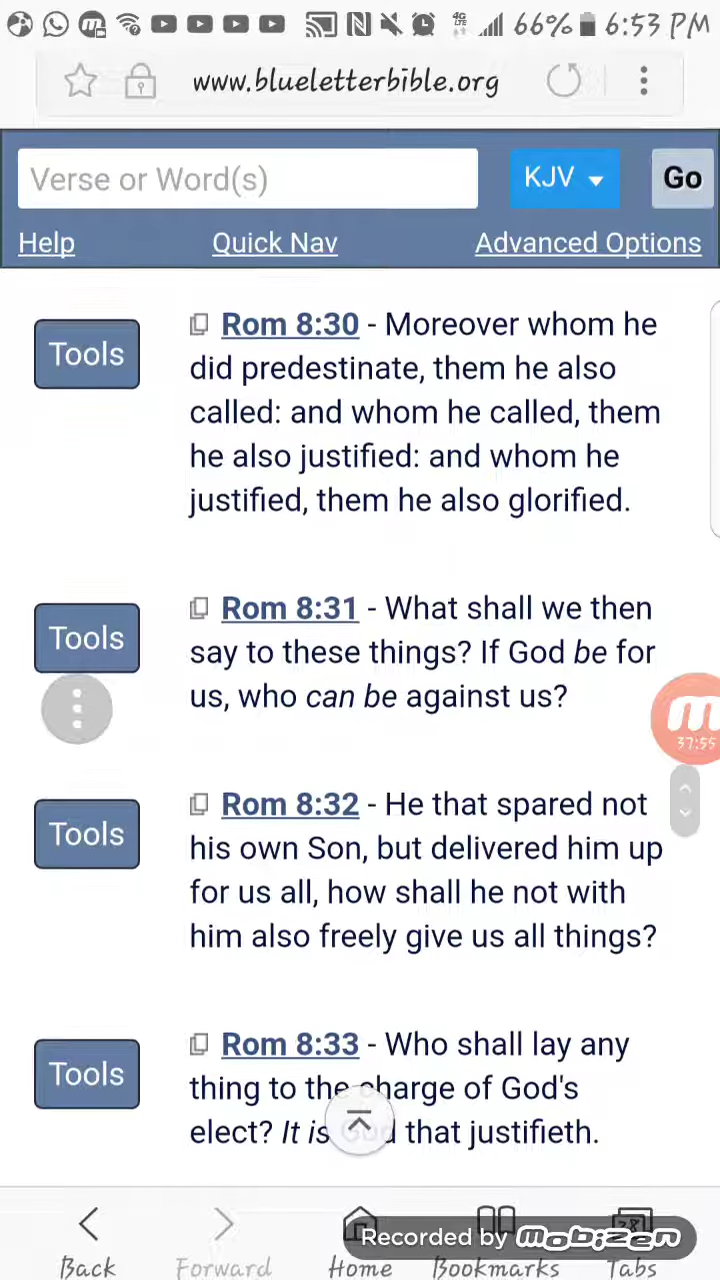 66% 6:53 PM
www.blueletterbible.org
Verse or Word(s) KJV Go
Help Quick Nav Advanced Options
Tools
Rom 8:30 - Moreover whom he
did predestinate, them he also
called: and whom he called, them
he also justified: and whom he
justified, them he also glorified.
Tools
Rom 8:31 - What shall we then
say to these things? If God be for
us, who can be against us?
m
37:55
Tools
Rom 8:32 - He that spared not
his own Son, but delivered him up
for us all, how shall he not with
him also freely give us all things?
Tools
Rom 8:33 - Who shall lay any
thing to the charge of God's
elect? It is God that justifieth.
Recorded by mobizen
Back Forward Home Bookmarks Tabs